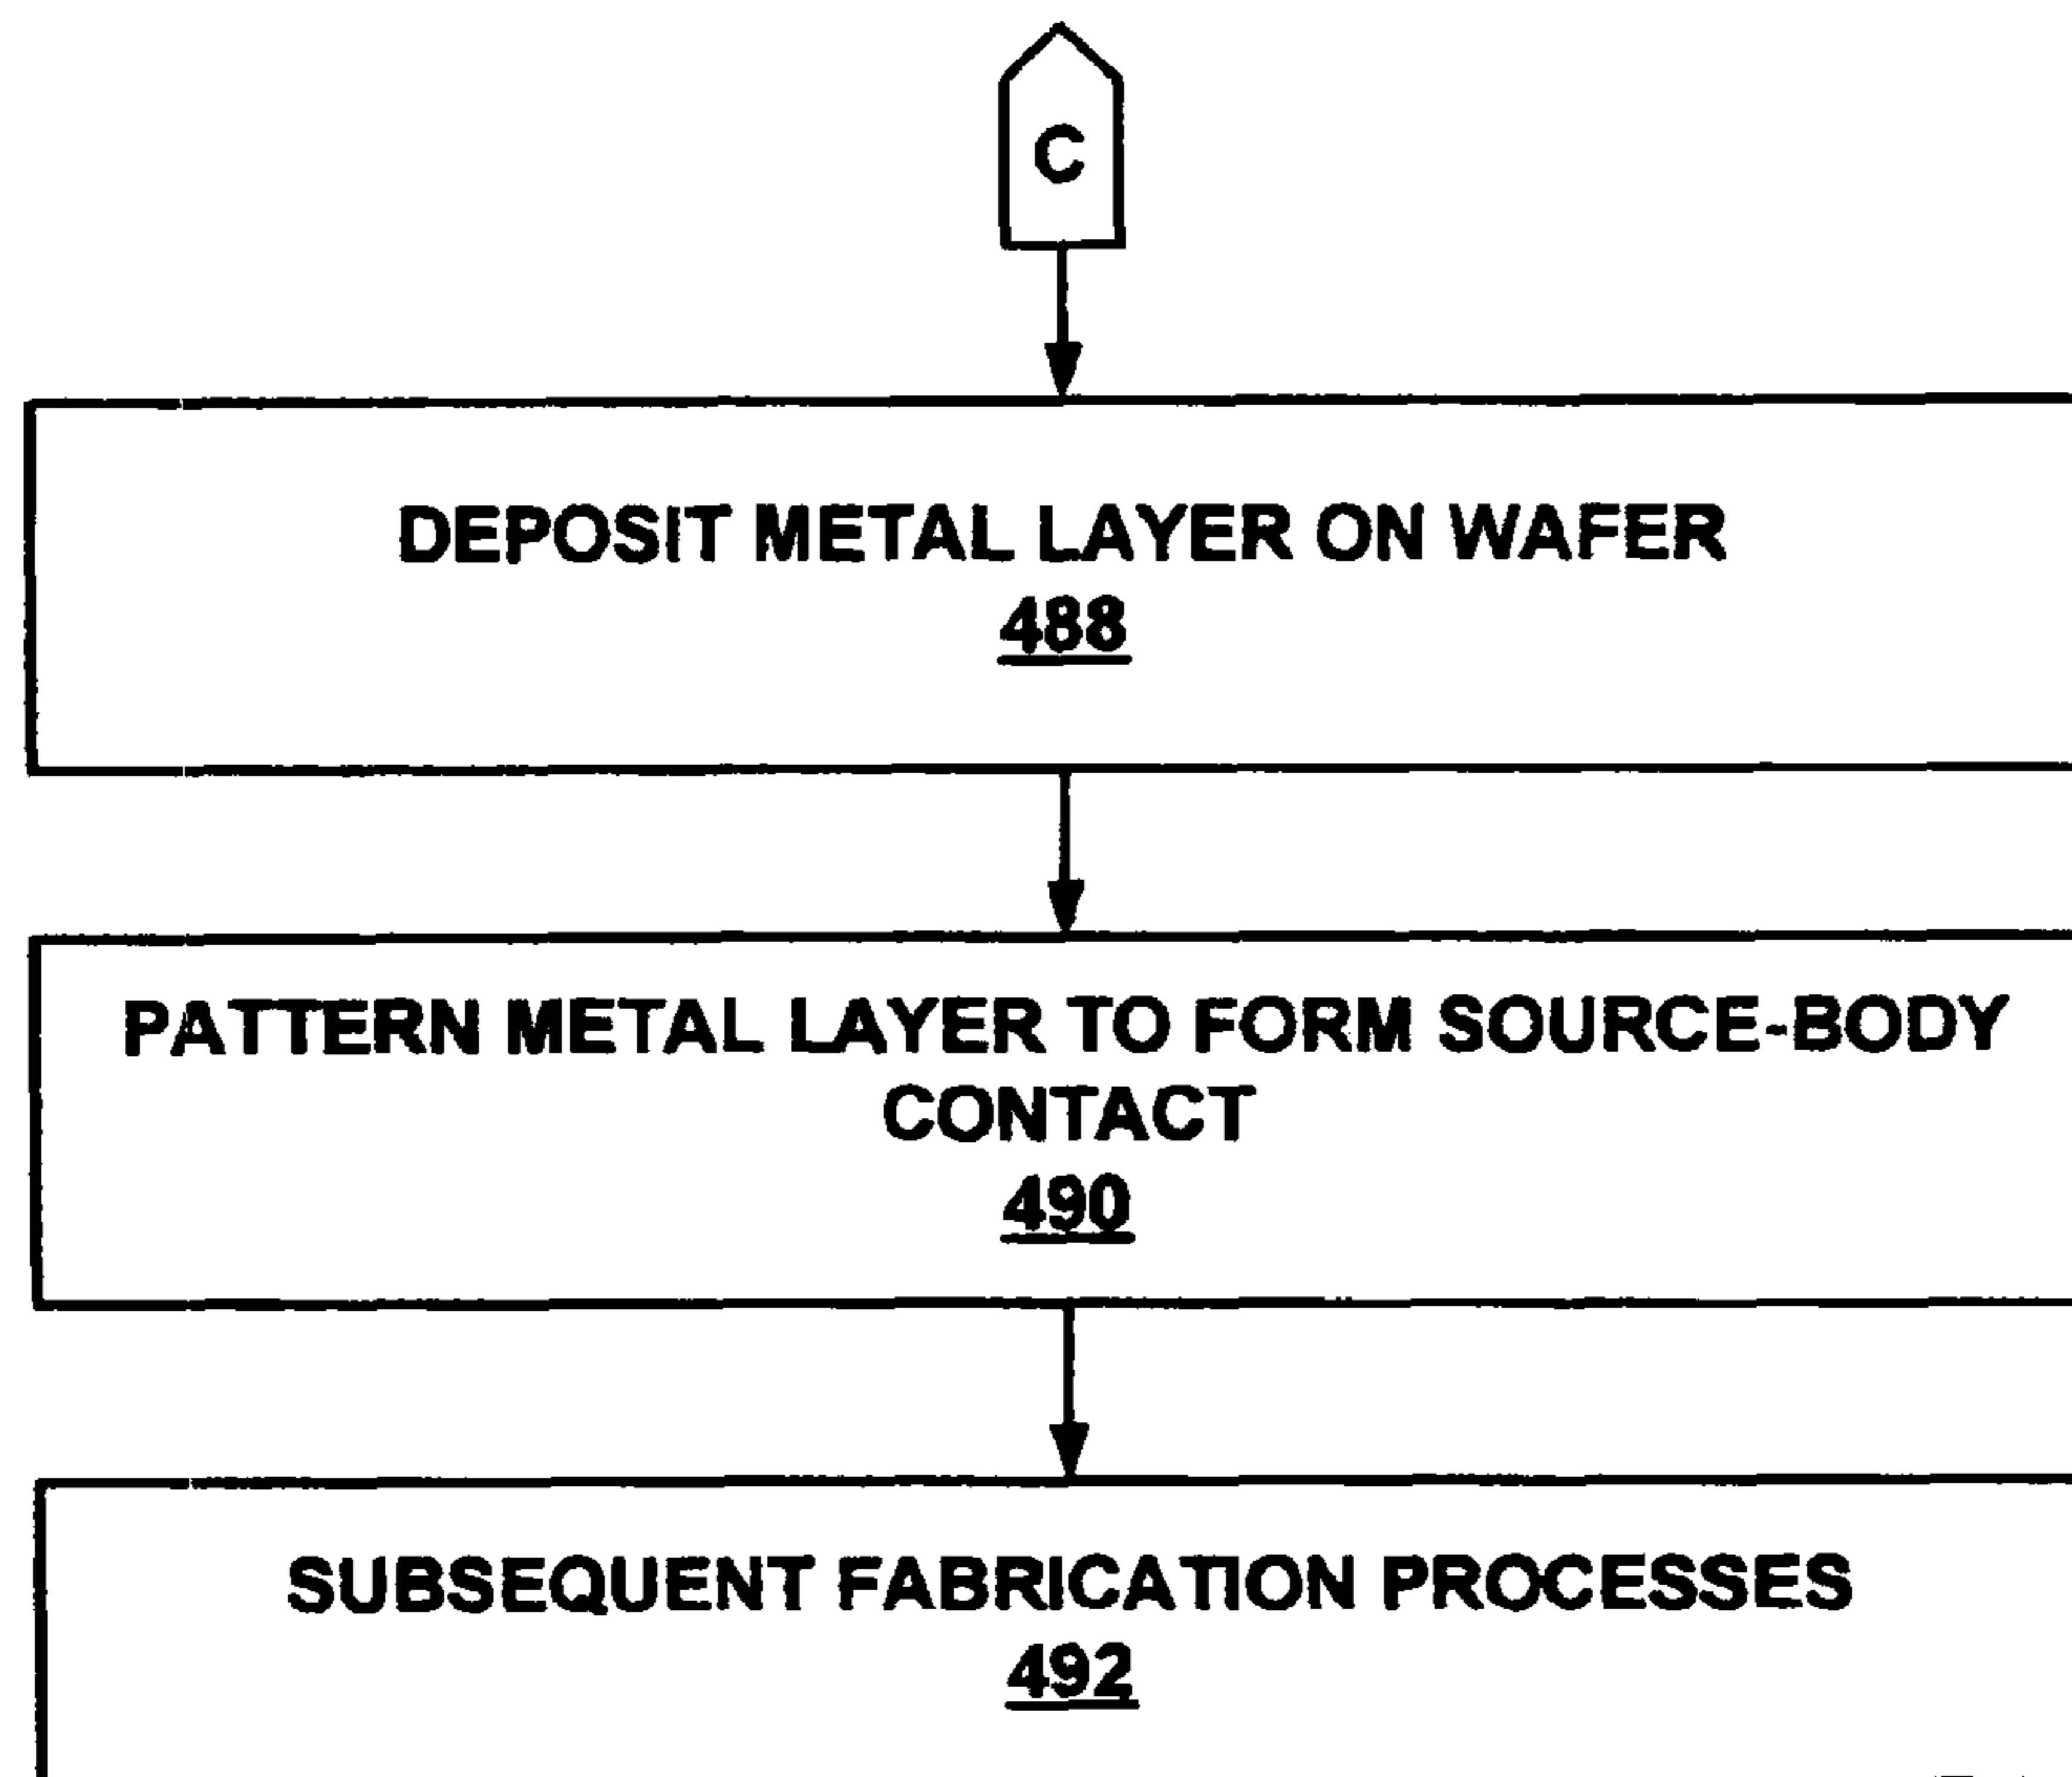 C
DEPOSIT METAL LAYER ON WAFER
488
PATTERN METAL LAYER TO FORM SOURCE-BODY
CONTACT
490
SUBSEQUENT FABRICATION PROCESSES
492